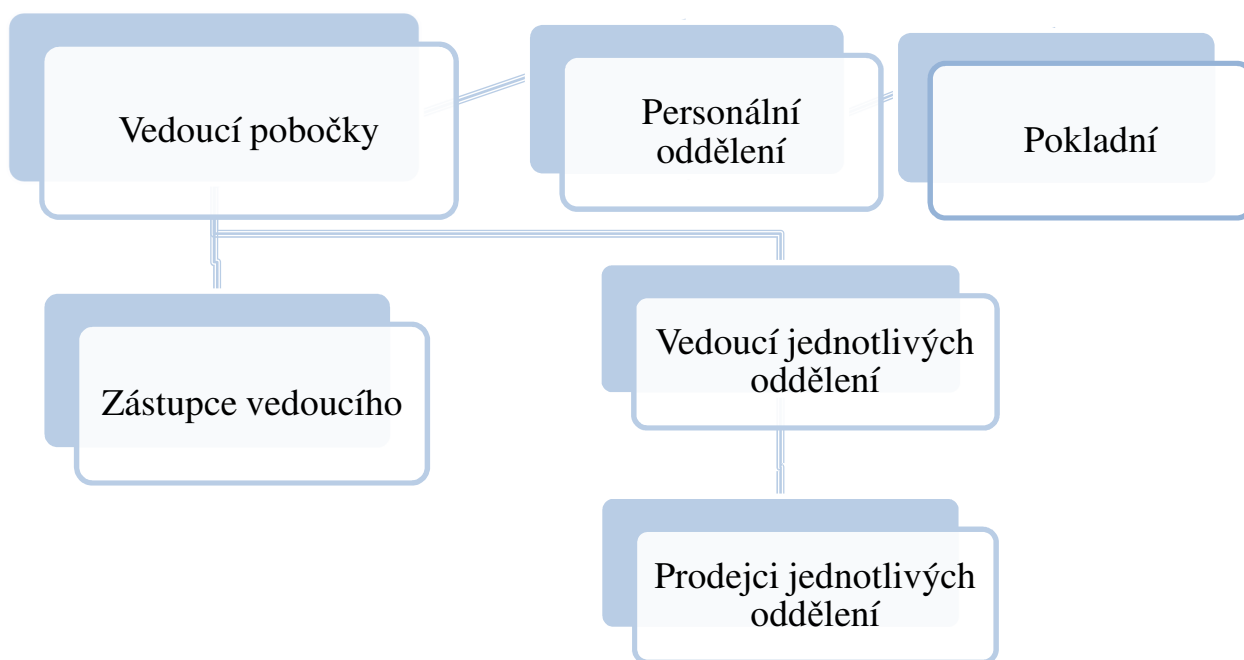 Vedoucí pobočky
Personální
oddělení
Pokladní
Zástupce vedoucího
Vedoucí jednotlivých
oddělení
Prodejci jednotlivých
oddělení